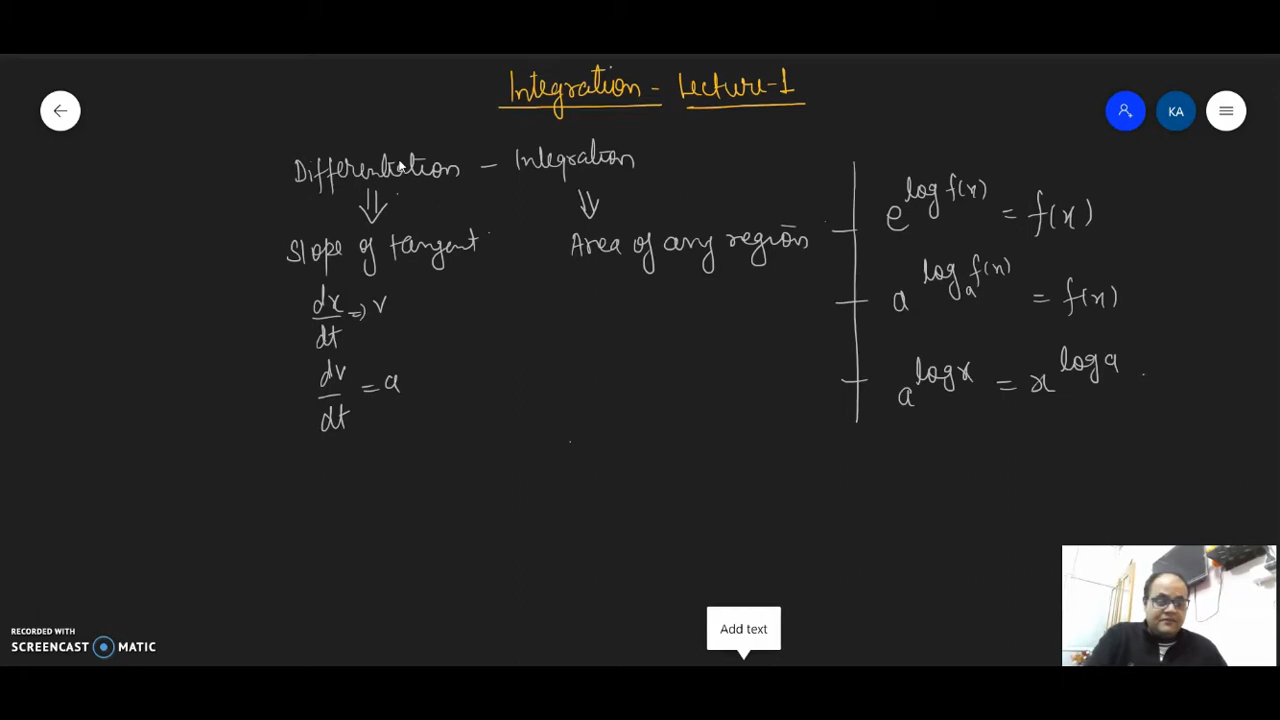 Integration - Lecture-1
Differentiation - Integration
⇓ ⇓
Slope of tangent Area of any region
dx/dt ⇒ v
dv/dt = a
e^{log f(x)} = f(x)
a^{log_a f(x)} = f(x)
a^{log x} = x^{log a}
KA
Add text
RECORDED WITH
SCREENCAST MATIC